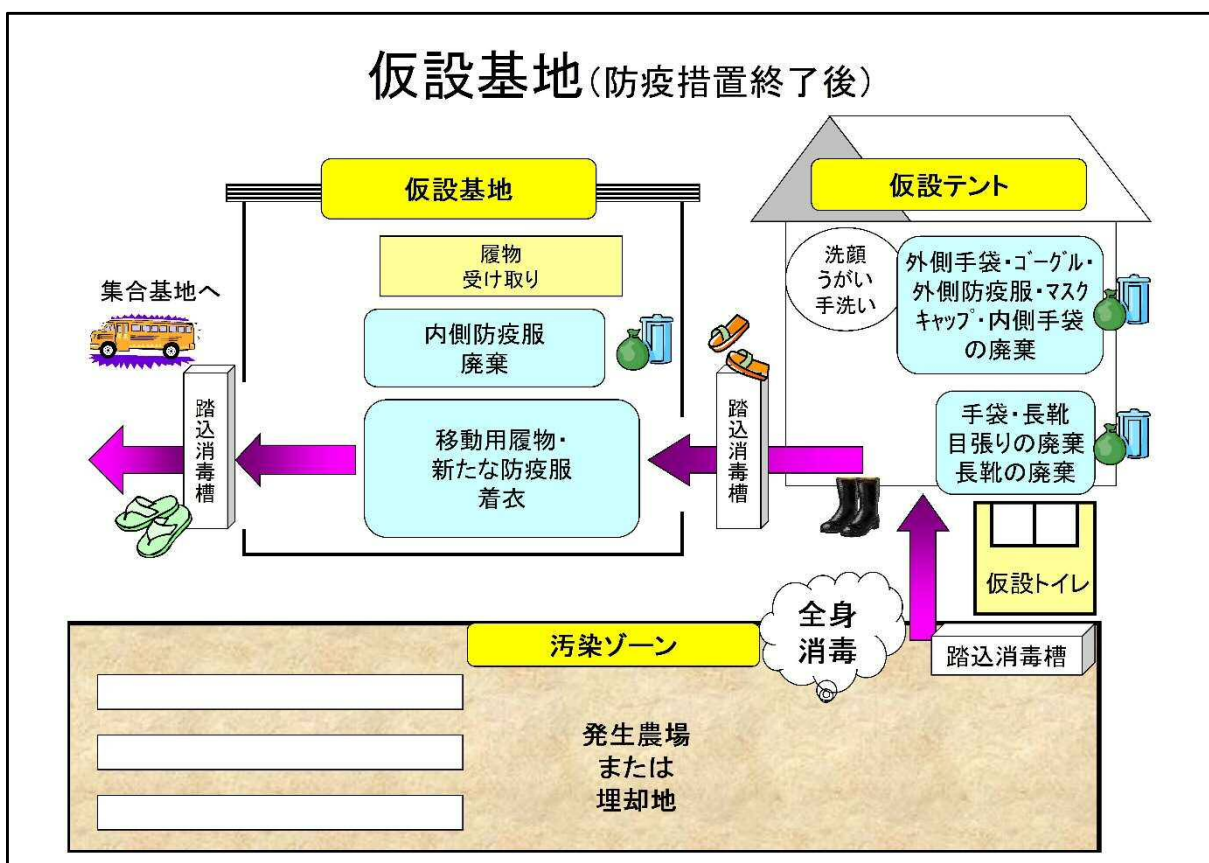 仮設基地(防疫措置終了後)
仮設基地
履物
受け取り
内側防疫服
廃棄
移動用履物・
新たな防疫服
着衣
集合基地へ
踏込消毒槽
踏込消毒槽
仮設テント
洗顔
うがい
手洗い
外側手袋・ｺﾞｰｸﾞﾙ・
外側防疫服・ﾏｽｸ
ｷｬｯﾌﾟ・内側手袋
の廃棄
手袋・長靴
目張りの廃棄
長靴の廃棄
仮設トイレ
全身
消毒
踏込消毒槽
汚染ゾーン
発生農場
または
埋却地